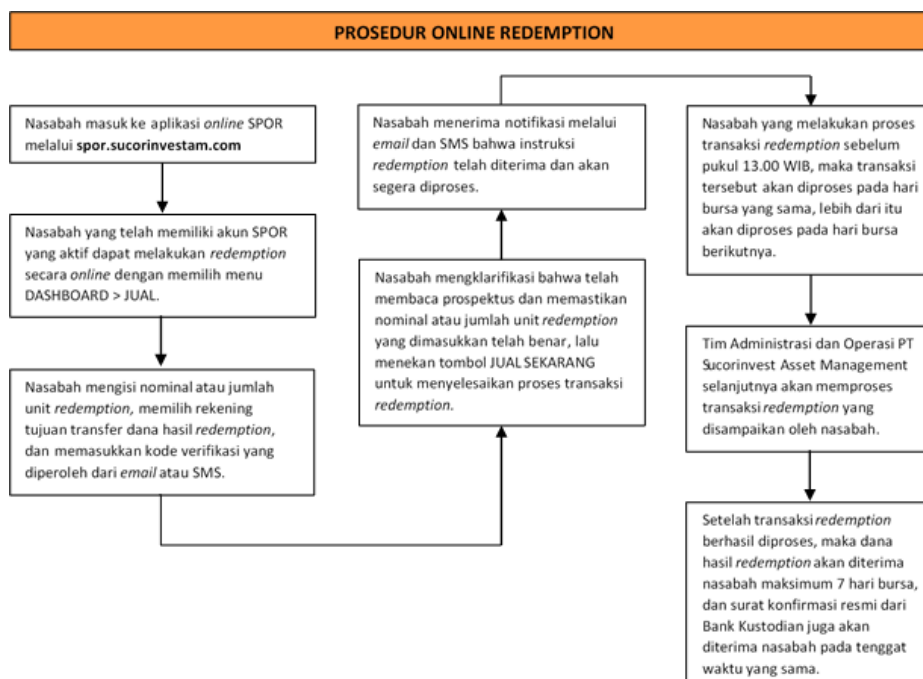 PROSEDUR ONLINE REDEMPTION
Nasabah masuk ke aplikasi online SPOR
melalui spor.sucorinvestam.com
Nasabah yang telah memiliki akun SPOR
yang aktif dapat melakukan redemption
secara online dengan memilih menu
DASHBOARD > JUAL.
Nasabah mengisi nominal atau jumlah
unit redemption, memilih rekening
tujuan transfer dana hasil redemption,
dan memasukkan kode verifikasi yang
diperoleh dari email atau SMS.
Nasabah mengklarifikasi bahwa telah
membaca prospektus dan memastikan
nominal atau jumlah unit redemption
yang dimasukkan telah benar, lalu
menekan tombol JUAL SEKARANG
untuk menyelesaikan proses transaksi
redemption.
Nasabah menerima notifikasi melalui
email dan SMS bahwa instruksi
redemption telah diterima dan akan
segera diproses.
Nasabah yang melakukan proses
transaksi redemption sebelum
pukul 13.00 WIB, maka transaksi
tersebut akan diproses pada hari
bursa yang sama, lebih dari itu
akan diproses pada hari bursa
berikutnya.
Tim Administrasi dan Operasi PT
Sucorinvest Asset Management
selanjutnya akan memproses
transaksi redemption yang
disampaikan oleh nasabah.
Setelah transaksi redemption
berhasil diproses, maka dana
hasil redemption akan diterima
nasabah maksimum 7 hari bursa,
dan surat konfirmasi resmi dari
Bank Kustodian juga akan
diterima nasabah pada tenggat
waktu yang sama.